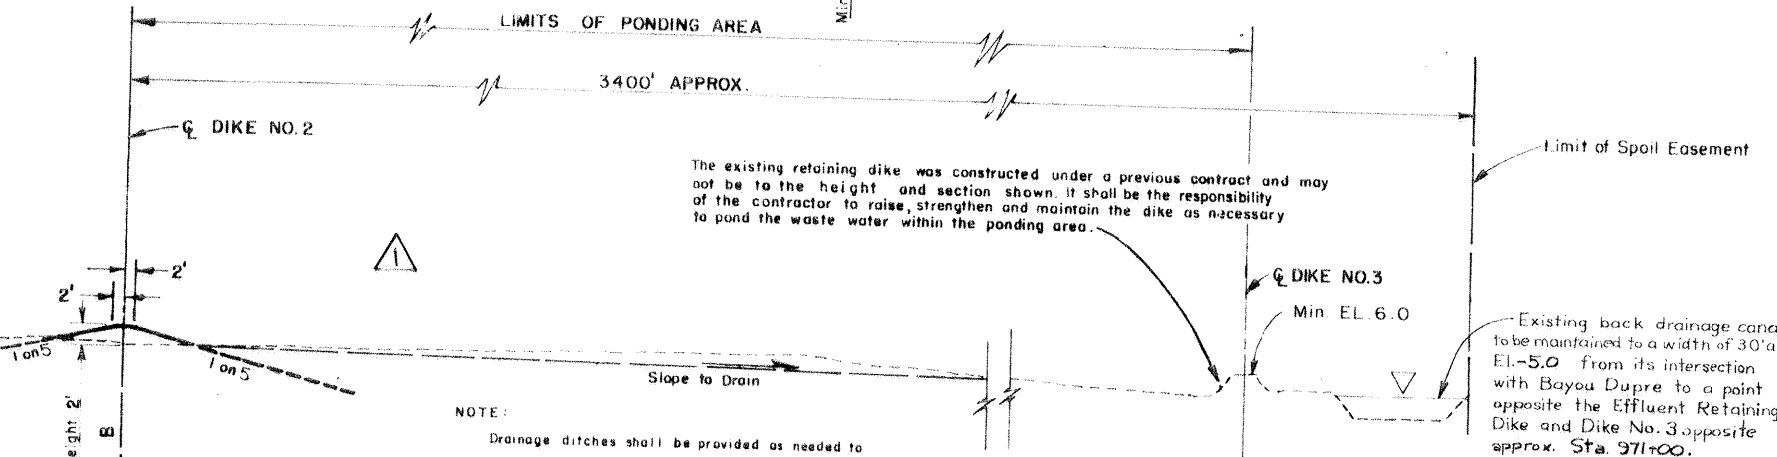 LIMITS OF PONDING AREA
3400' APPROX.
℄ DIKE NO.2
Limit of Spoil Easement
The existing retaining dike was constructed under a previous contract and may
not be to the height and section shown. It shall be the responsibility
of the contractor to raise, strengthen and maintain the dike as necessary
to pond the waste water within the ponding area.
1
2'
2'
℄ DIKE NO.3
Min. EL. 6.0
1 on 5
1 on 5
Slope to Drain
Existing back drainage cana
to be maintained to a width of 30' a
El.-5.0 from its intersection
with Bayou Dupre to a point
opposite the Effluent Retaining
Dike and Dike No. 3 opposite
approx. Sta. 971+00.
NOTE:
Drainage ditches shall be provided as needed to
eight 2'
B
Min